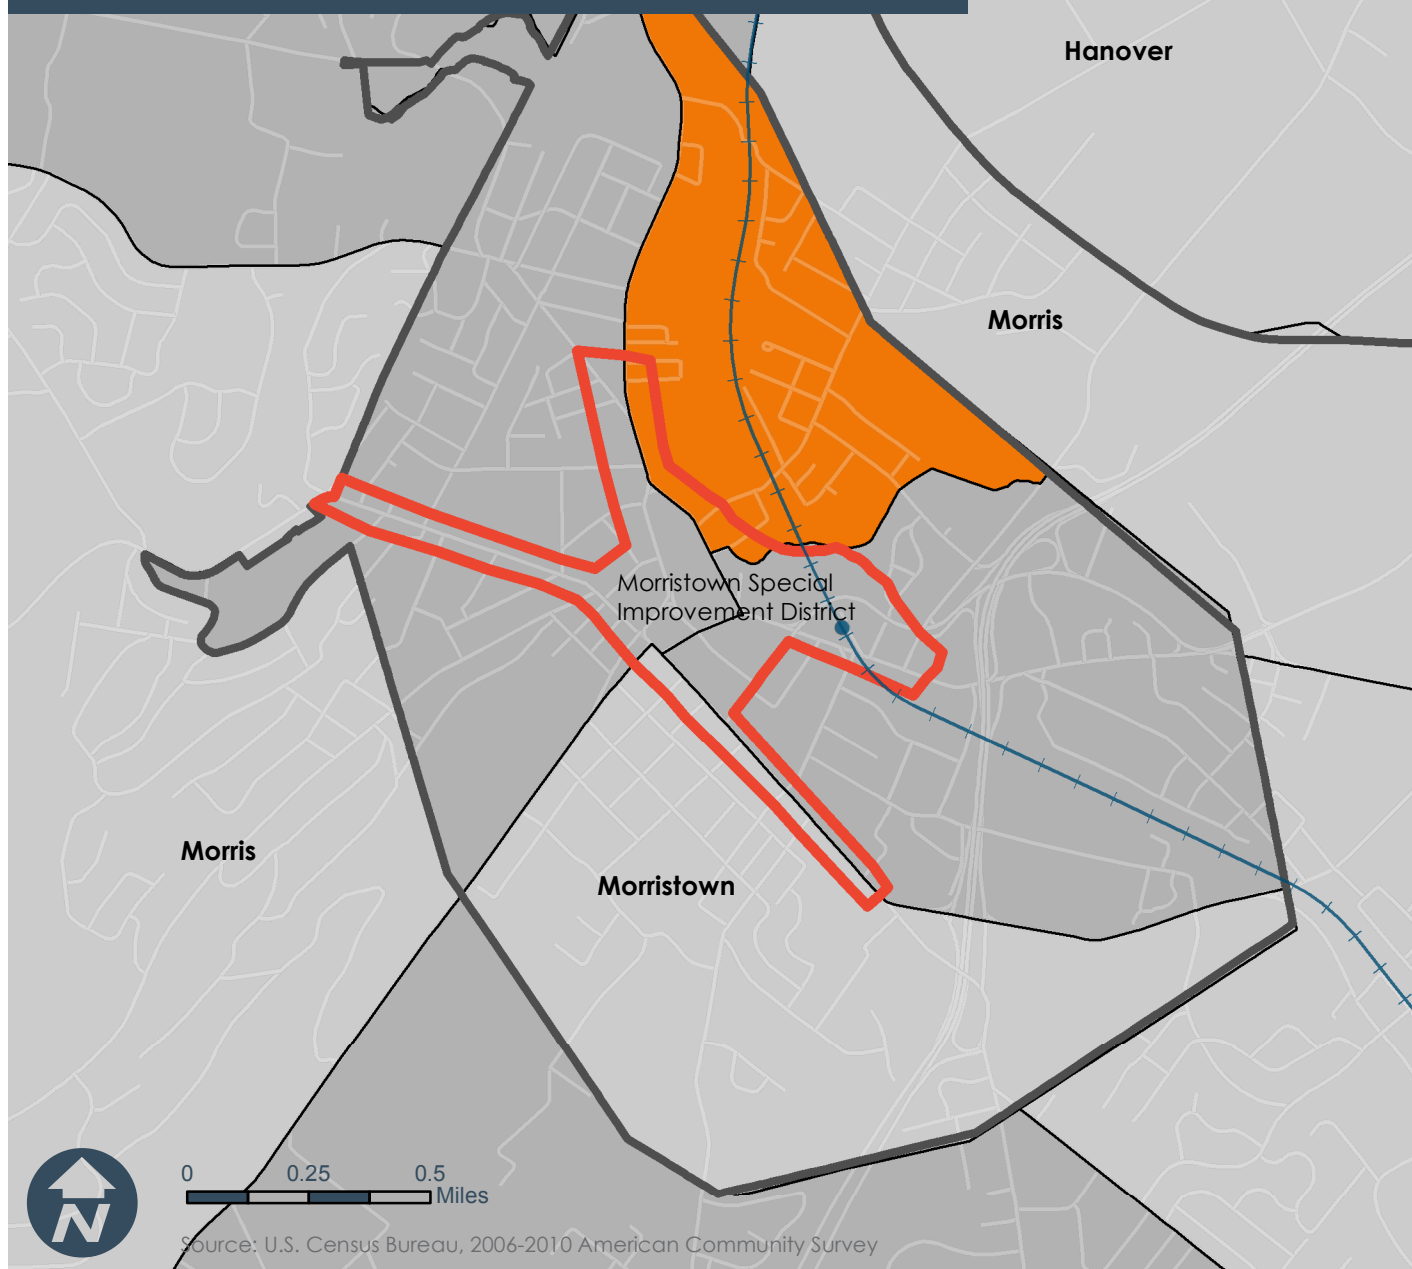 Hanover
Morris
Morristown Special
Improvement District
Morris
Morristown
N
0 0.25 0.5
Miles
Source: U.S. Census Bureau, 2006-2010 American Community Survey